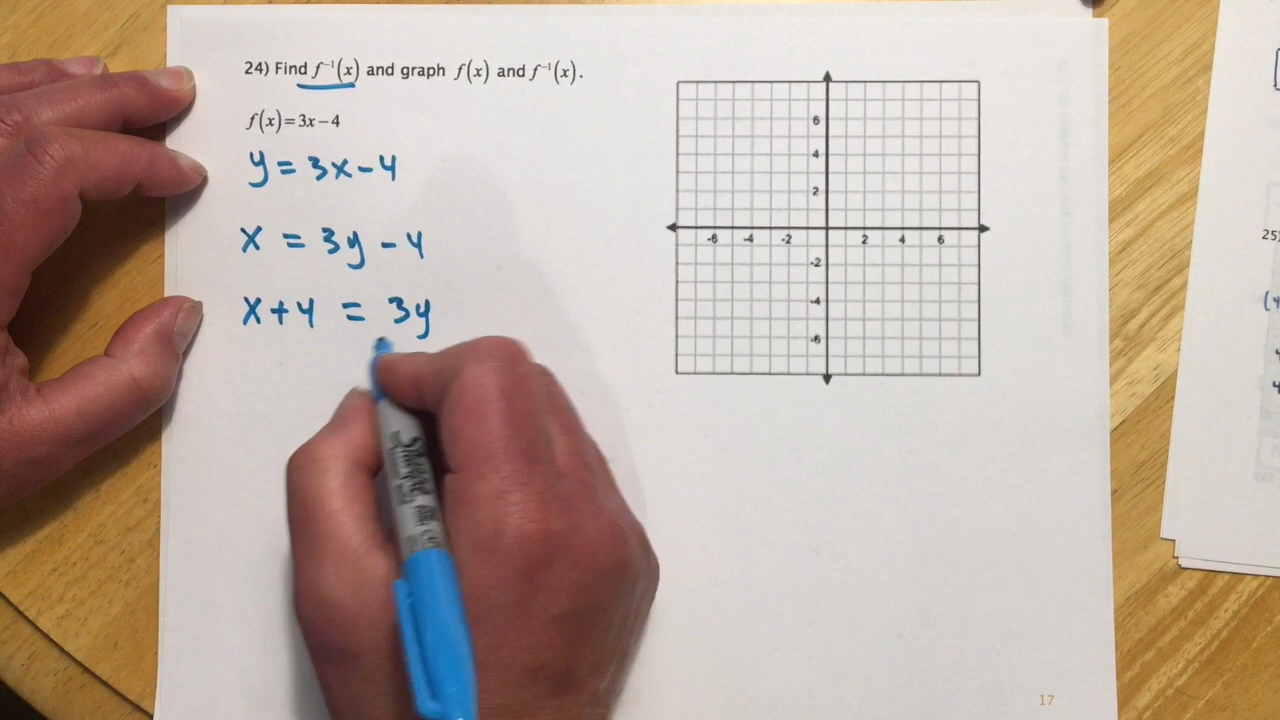 24) Find f⁻¹(x) and graph f(x) and f⁻¹(x).
f(x)=3x−4
y = 3x − 4
x = 3y − 4
x+4 = 3y
6
4
2
-6 -4 -2 2 4 6
-2
-4
-6
25)
17